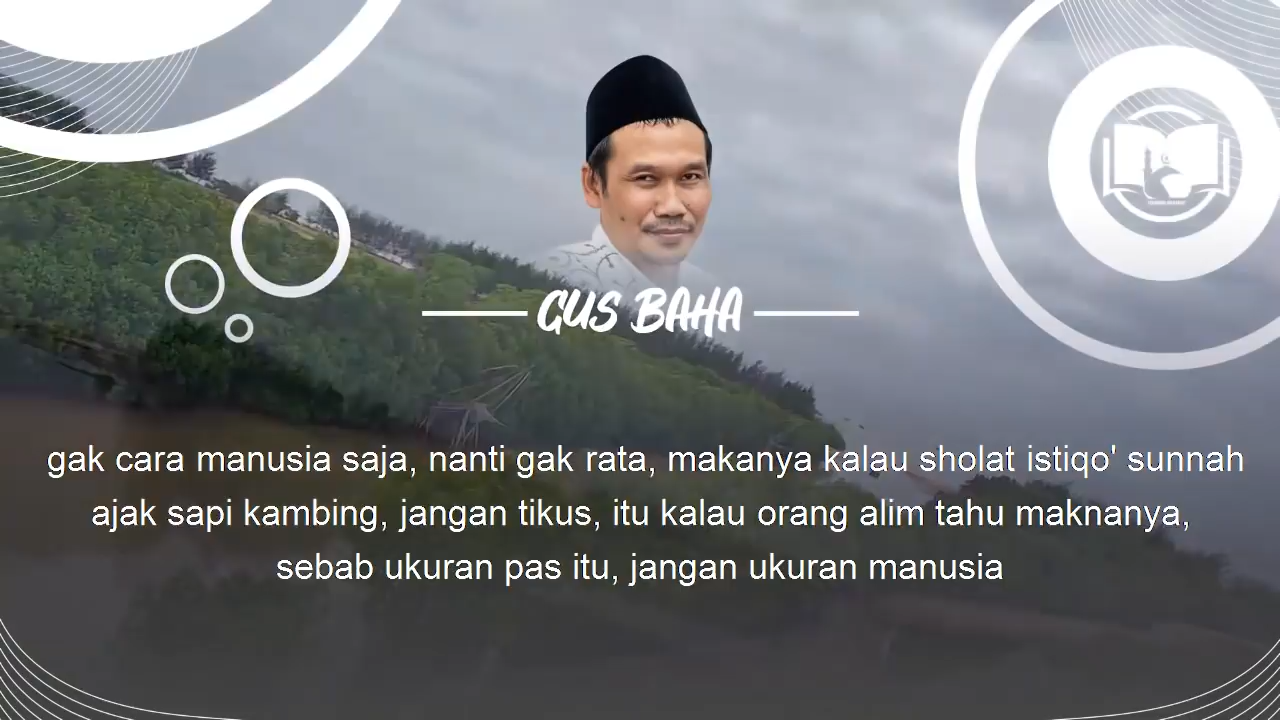 GUS BAHA
gak cara manusia saja, nanti gak rata, makanya kalau sholat istiqo' sunnah
ajak sapi kambing, jangan tikus, itu kalau orang alim tahu maknanya,
sebab ukuran pas itu, jangan ukuran manusia